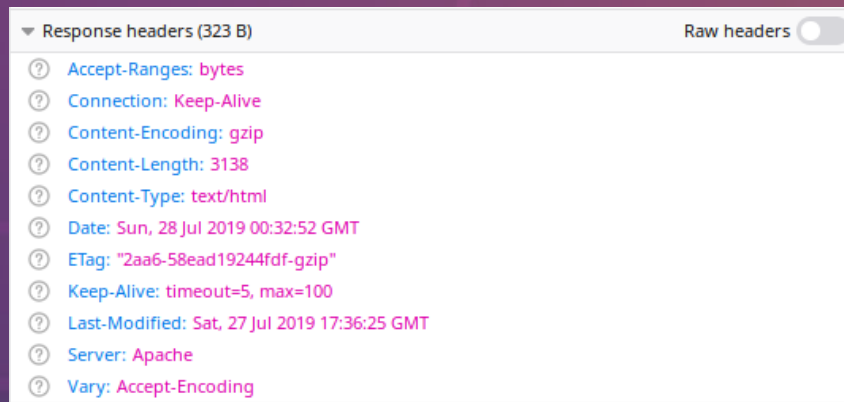 Response headers (323 B) Raw headers
Accept-Ranges: bytes
Connection: Keep-Alive
Content-Encoding: gzip
Content-Length: 3138
Content-Type: text/html
Date: Sun, 28 Jul 2019 00:32:52 GMT
ETag: "2aa6-58ead19244fdf-gzip"
Keep-Alive: timeout=5, max=100
Last-Modified: Sat, 27 Jul 2019 17:36:25 GMT
Server: Apache
Vary: Accept-Encoding